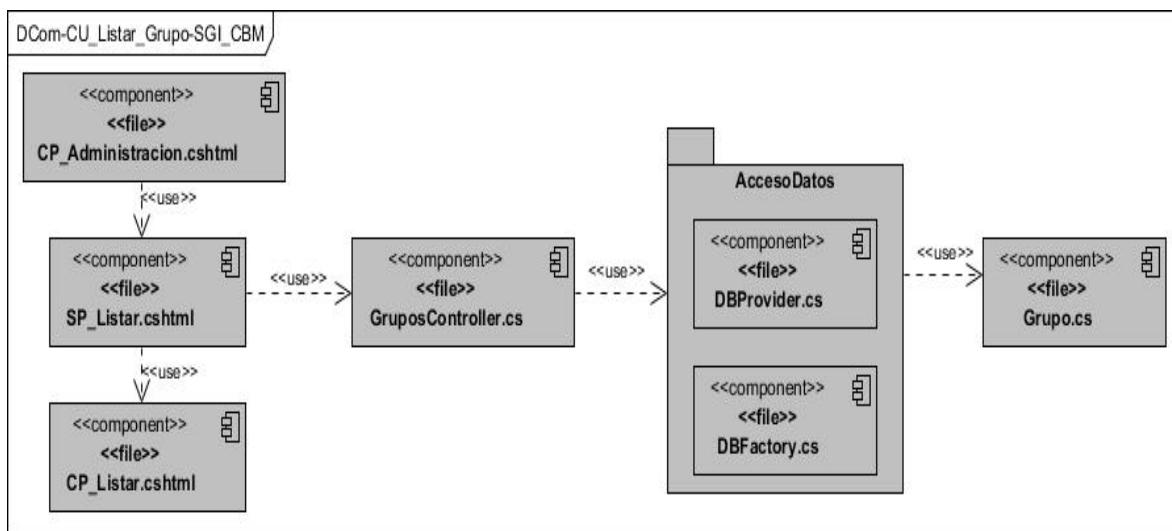 DCom-CU_Listar_Grupo-SGI_CBM
<<component>>
<<file>>
CP_Administracion.cshtml
<<use>>
<<component>>
<<file>>
SP_Listar.cshtml
<<use>>
<<component>>
<<file>>
GruposController.cs
<<use>>
AccesoDatos
<<component>>
<<file>>
DBProvider.cs
<<component>>
<<file>>
DBFactory.cs
<<use>>
<<component>>
<<file>>
Grupo.cs
<<use>>
<<component>>
<<file>>
CP_Listar.cshtml